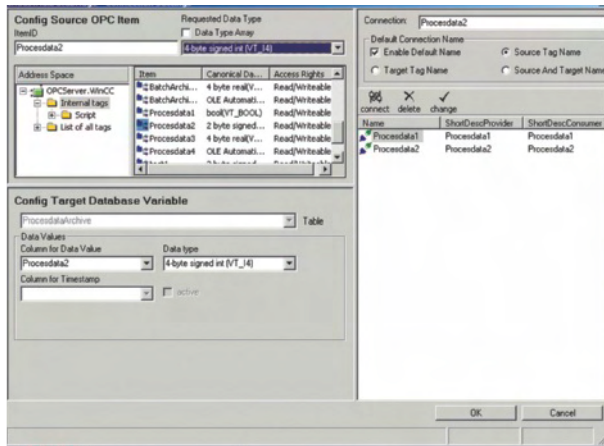 Config Source OPC Item
Requested Data Type
ItemID
Data Type Array
Procesdata2
4-byte signed int (VT_I4)
Address Space
OPCServer.WinCC
Internal tags
Script
List of all tags
Item Canonical Da... Access Rights
BatchArchi... 4 byte real(V... Read/Writeable
BatchArchi... OLE Automati... Read/Writeable
Procesdata1 bool(VT_BOOL) Read/Writeable
Procesdata2 2 byte signed... Read/Writeable
Procesdata3 4 byte real(V... Read/Writeable
Procesdata4 OLE Automati... Read/Writeable
Config Target Database Variable
ProcesdataArchive
Table
Data Values
Column for Data Value
Data type
Procesdata2
4-byte signed int (VT_I4)
Column for Timestamp
active
Connection:
Procesdata2
Default Connection Name
Enable Default Name
Source Tag Name
Target Tag Name
Source And Target Name
connect delete change
Name ShortDescProvider ShortDescConsumer
Procesdata1 Procesdata1 Procesdata1
Procesdata2 Procesdata2 Procesdata2
OK
Cancel